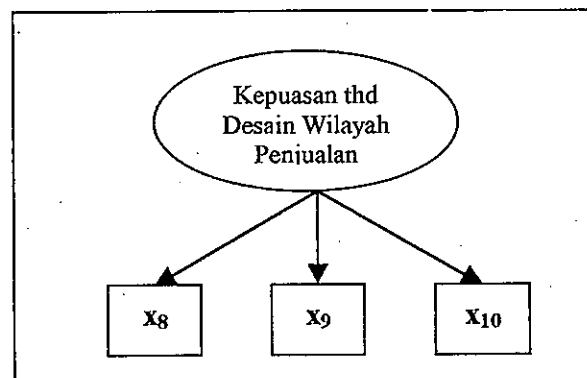 Kepuasan thd
Desain Wilayah
Penjualan
x₈ x₉ x₁₀